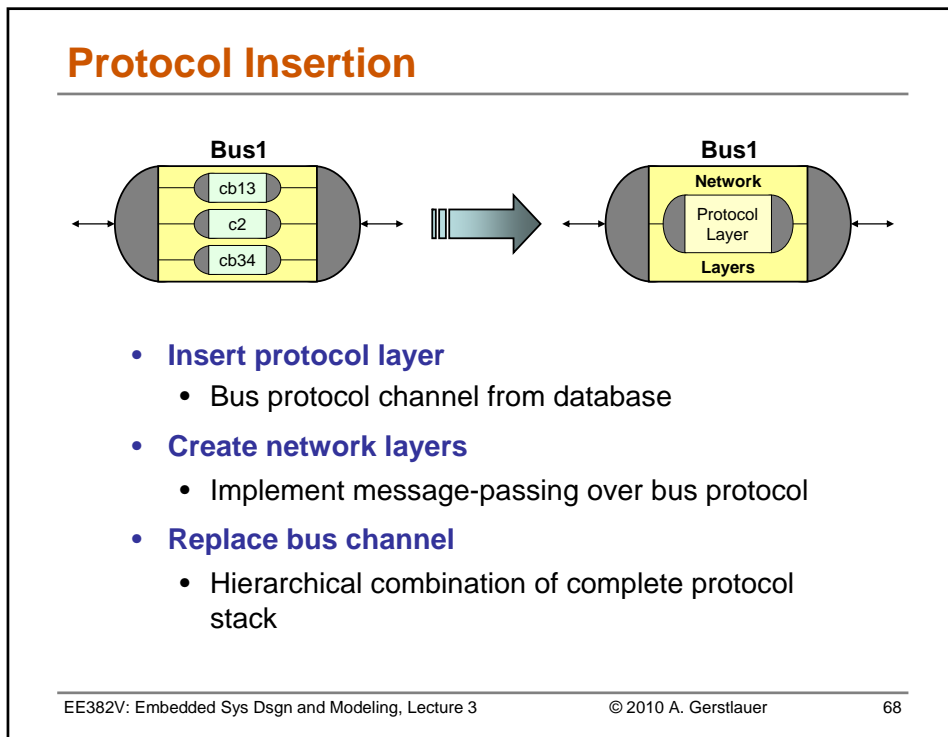 Protocol Insertion
Bus1
cb13
c2
cb34
Bus1
Network
Protocol
Layer
Layers
• Insert protocol layer
• Bus protocol channel from database
• Create network layers
• Implement message-passing over bus protocol
• Replace bus channel
• Hierarchical combination of complete protocol
stack
EE382V: Embedded Sys Dsgn and Modeling, Lecture 3 © 2010 A. Gerstlauer 68